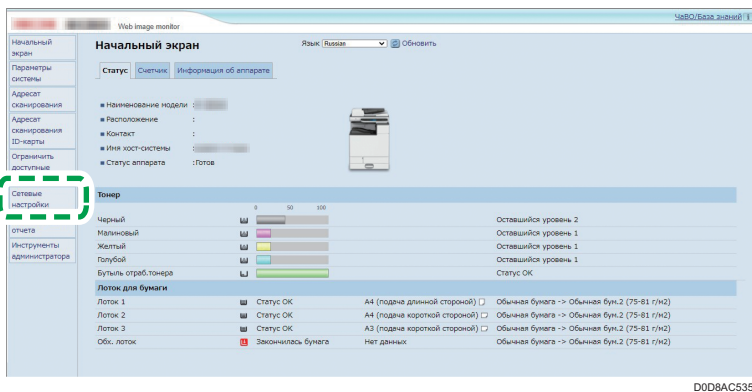 Web image monitor
ЧаВО/База знаний
Начальный экран
Параметры системы
Адресат сканирования
Адресат сканирования ID-карты
Ограничить доступные
Сетевые настройки
отчета
Инструменты администратора
Начальный экран
Язык Russian Обновить
Статус Счетчик Информация об аппарате
Наименование модели :
Расположение :
Контакт :
Имя хост-системы :
Статус аппарата :Готов
Тонер
0 50 100
Черный Оставшийся уровень 2
Малиновый Оставшийся уровень 1
Желтый Оставшийся уровень 1
Голубой Оставшийся уровень 1
Бутыль отраб.тонера Статус ОК
Лоток для бумаги
Лоток 1 Статус ОК A4 (подача длинной стороной) Обычная бумага -> Обычная бум.2 (75-81 г/м2)
Лоток 2 Статус ОК A4 (подача короткой стороной) Обычная бумага -> Обычная бум.2 (75-81 г/м2)
Лоток 3 Статус ОК A3 (подача короткой стороной) Обычная бумага -> Обычная бум.2 (75-81 г/м2)
Обх. лоток Закончилась бумага Нет данных Обычная бумага -> Обычная бум.2 (75-81 г/м2)
D0D8AC535